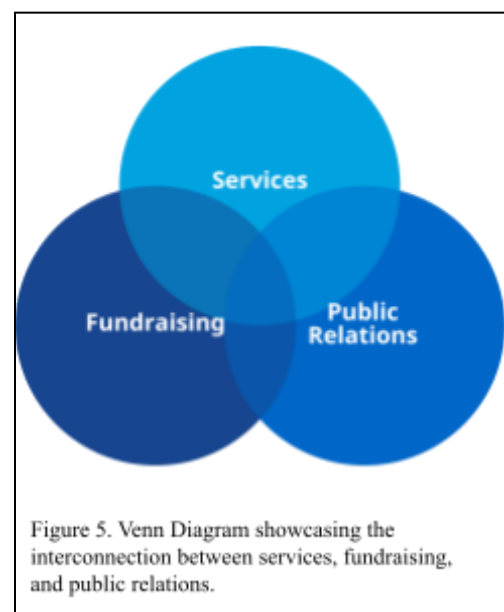 Services
Fundraising
Public
Relations
Figure 5. Venn Diagram showcasing the
interconnection between services, fundraising,
and public relations.